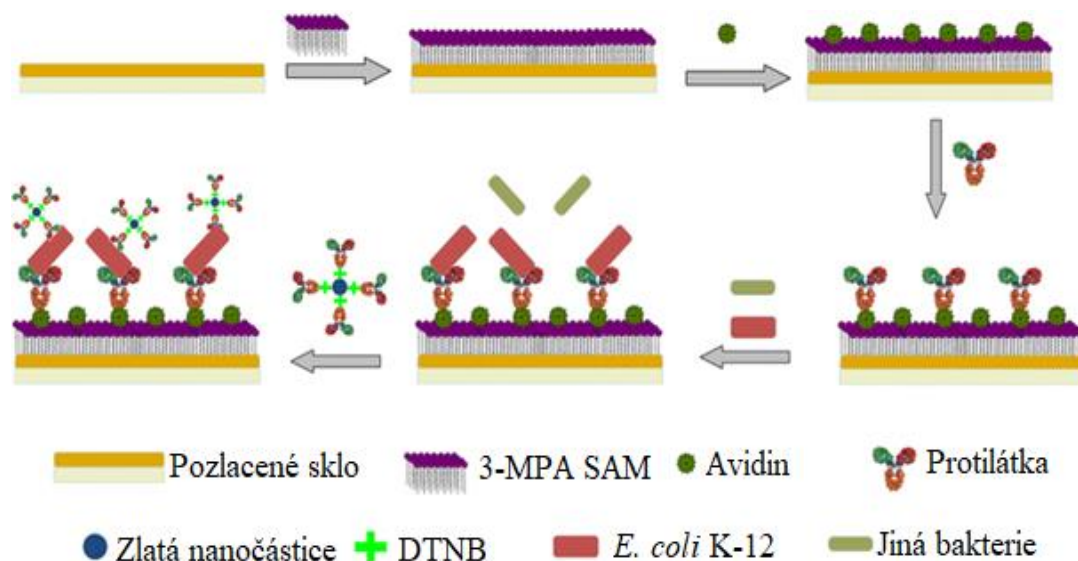 Pozlacené sklo 3-MPA SAM Avidin Protilátka
Zlatá nanočástice DTNB E. coli K-12 Jiná bakterie